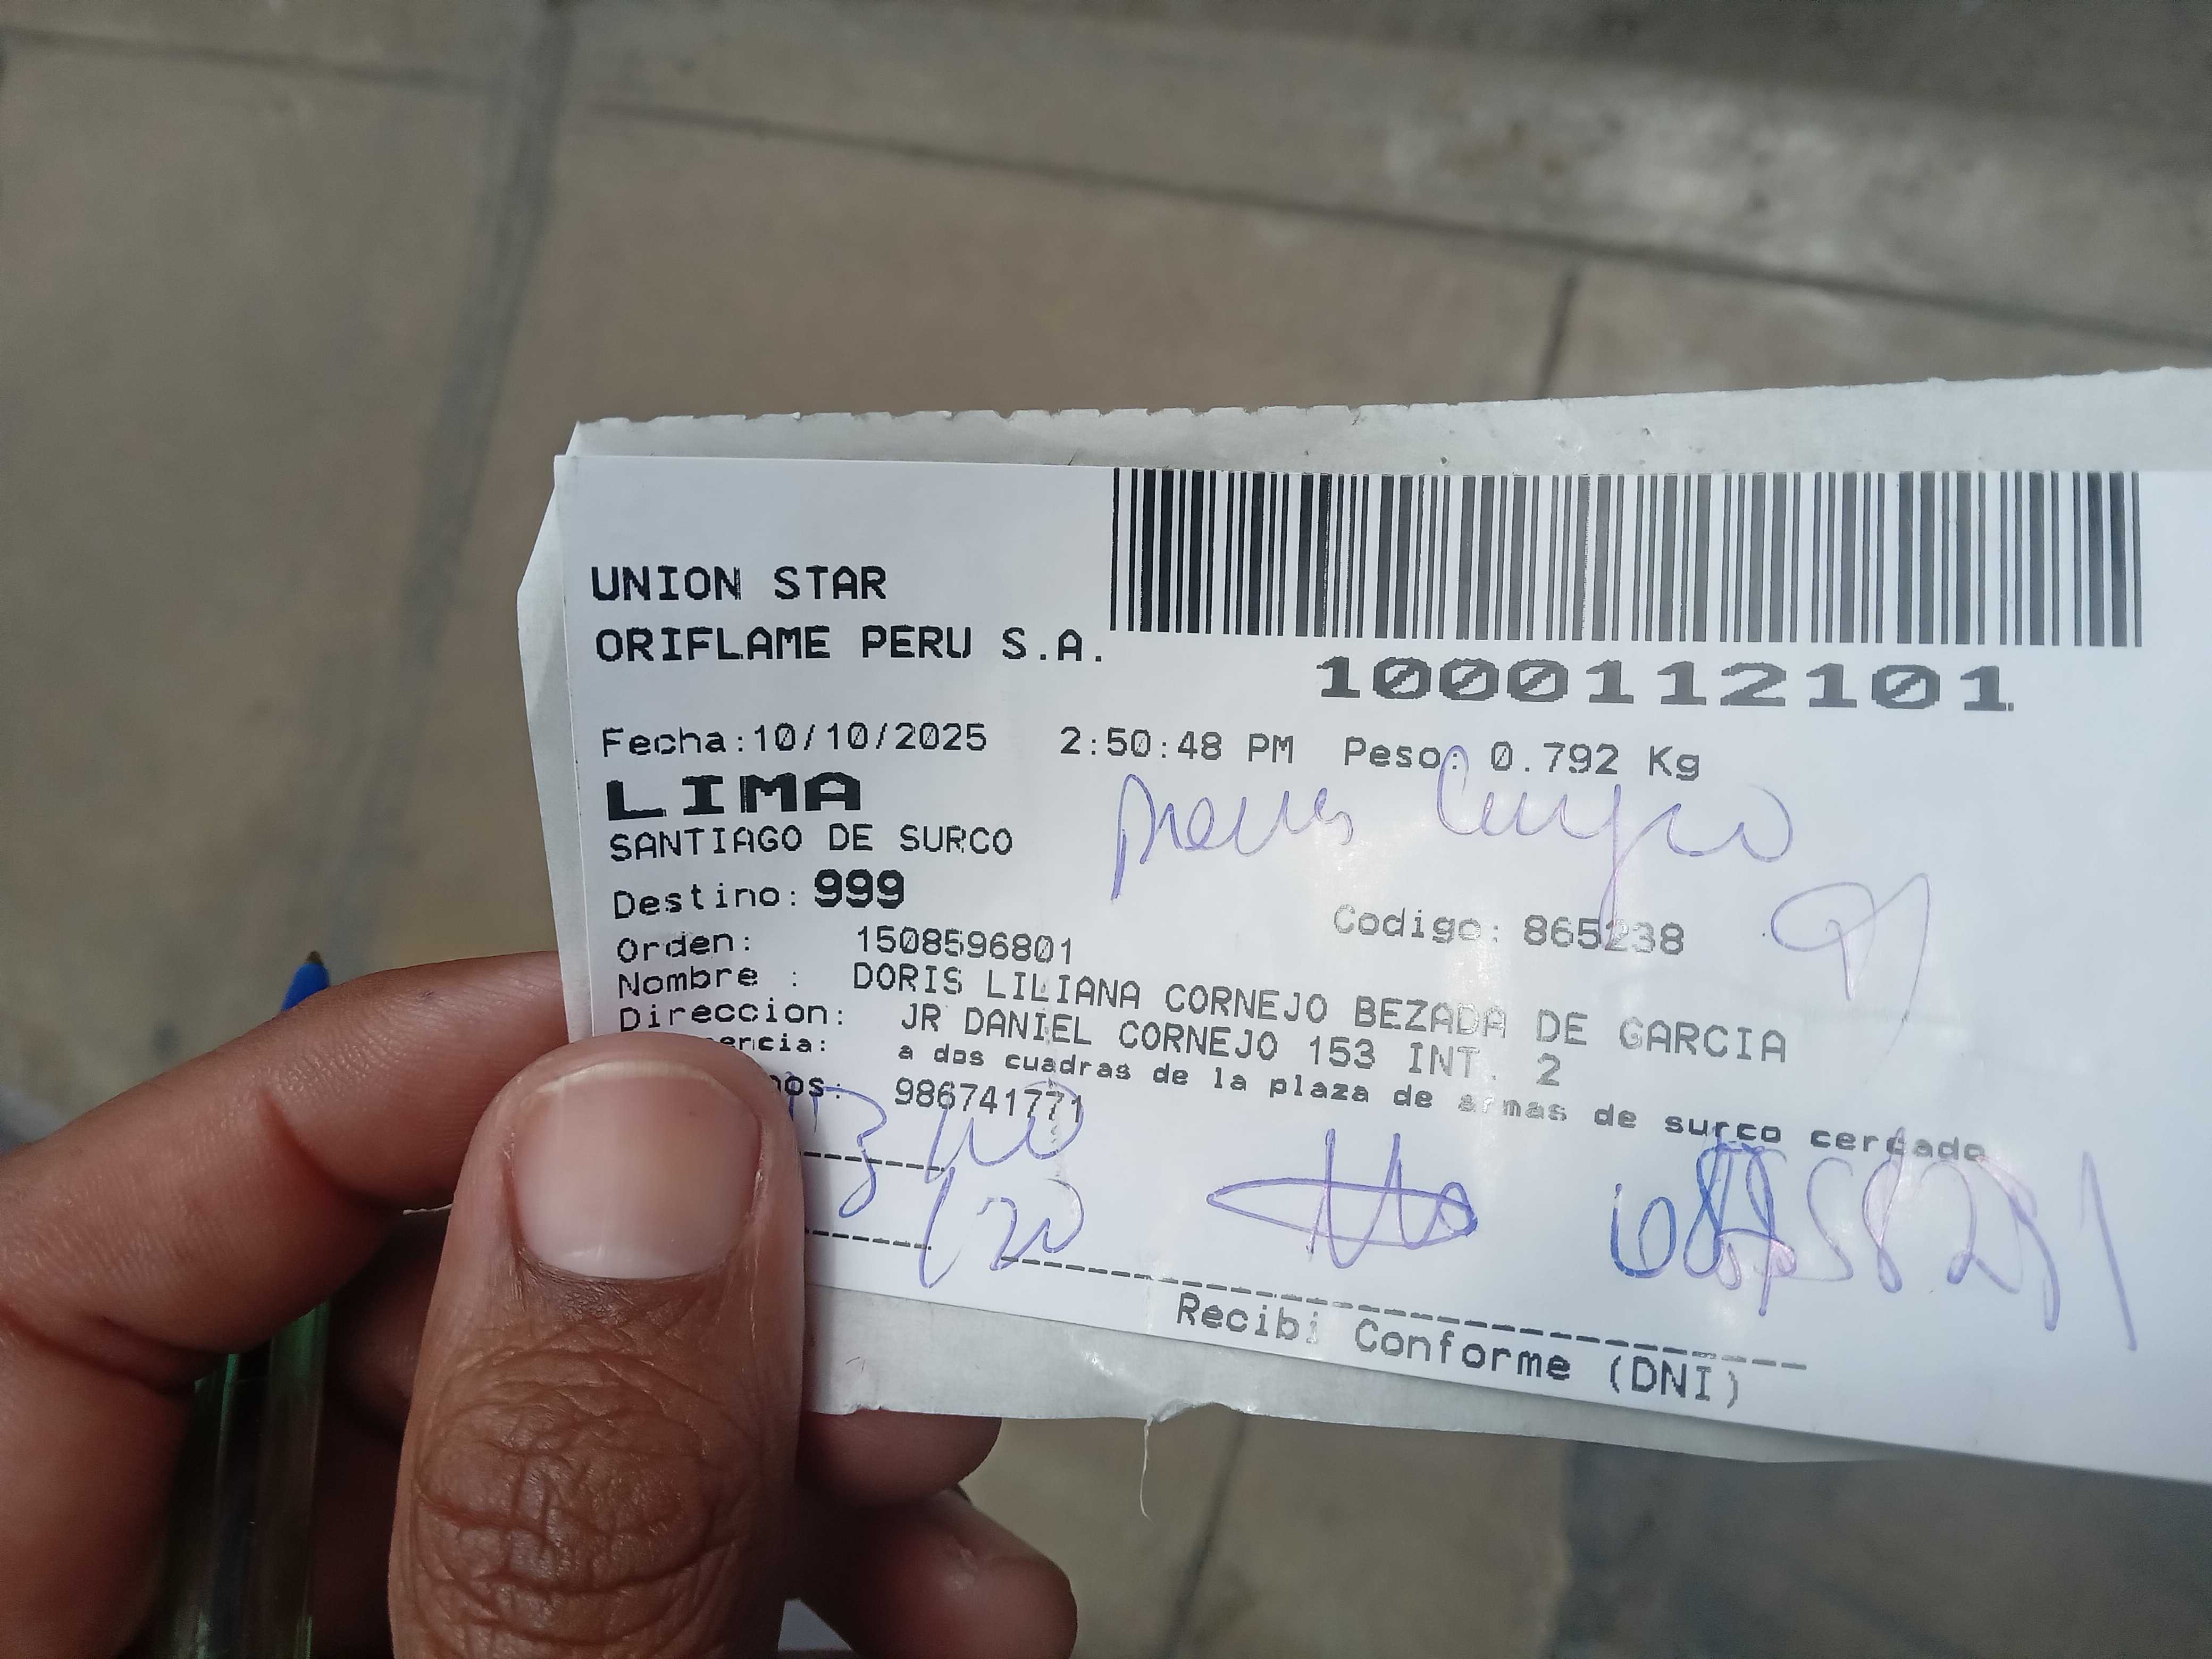 UNION STAR
ORIFLAME PERU S.A.
1000112101
Fecha:10/10/2025 2:50:48 PM Peso: 0.792 Kg
LIMA
SANTIAGO DE SURCO
Destino: 999
Codigo: 865238
Orden: 1508596801
Nombre : DORIS LILIANA CORNEJO BEZADA DE GARCIA
Direccion: JR DANIEL CORNEJO 153 INT. 2
encia: a dos cuadras de la plaza de armas de surco cercado
nos: 986741771
Recibi Conforme (DNI)